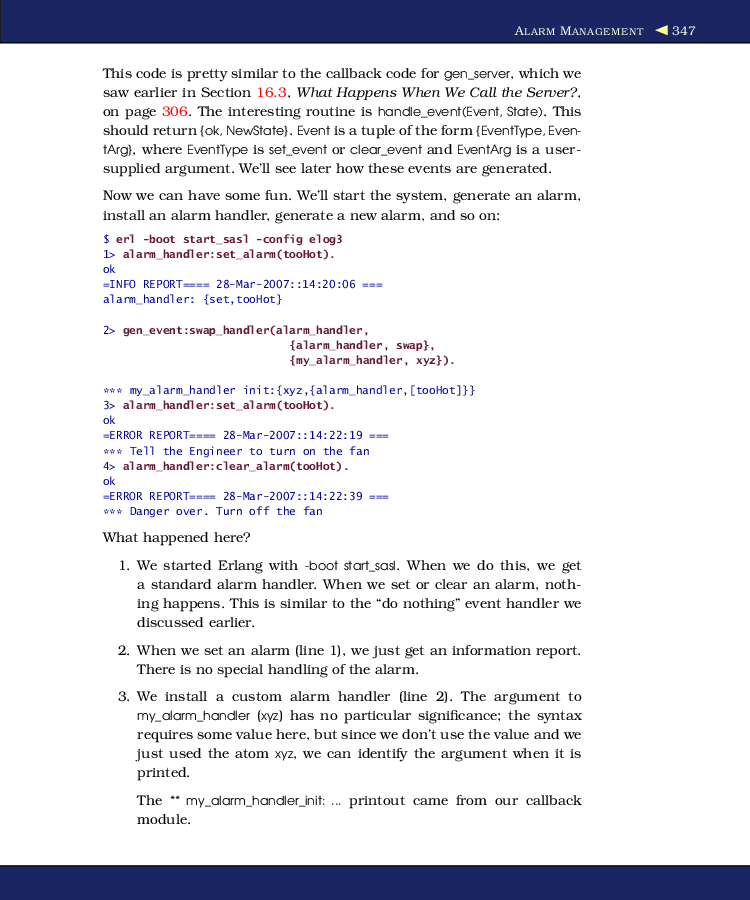 ALARM MANAGEMENT ◀ 347
This code is pretty similar to the callback code for gen_server, which we
saw earlier in Section 16.3, What Happens When We Call the Server?,
on page 306. The interesting routine is handle_event(Event, State). This
should return {ok, NewState}. Event is a tuple of the form {EventType, Even-
tArg}, where EventType is set_event or clear_event and EventArg is a user-
supplied argument. We'll see later how these events are generated.
Now we can have some fun. We'll start the system, generate an alarm,
install an alarm handler, generate a new alarm, and so on:
$ erl -boot start_sasl -config elog3
1> alarm_handler:set_alarm(tooHot).
ok
=INFO REPORT==== 28-Mar-2007::14:20:06 ===
alarm_handler: {set,tooHot}
2> gen_event:swap_handler(alarm_handler,
{alarm_handler, swap},
{my_alarm_handler, xyz}).
*** my_alarm_handler init:{xyz,{alarm_handler,[tooHot]}}
3> alarm_handler:set_alarm(tooHot).
ok
=ERROR REPORT==== 28-Mar-2007::14:22:19 ===
*** Tell the Engineer to turn on the fan
4> alarm_handler:clear_alarm(tooHot).
ok
=ERROR REPORT==== 28-Mar-2007::14:22:39 ===
*** Danger over. Turn off the fan
What happened here?
1. We started Erlang with -boot start_sasl. When we do this, we get
a standard alarm handler. When we set or clear an alarm, noth-
ing happens. This is similar to the “do nothing” event handler we
discussed earlier.
2. When we set an alarm (line 1), we just get an information report.
There is no special handling of the alarm.
3. We install a custom alarm handler (line 2). The argument to
my_alarm_handler (xyz) has no particular significance; the syntax
requires some value here, but since we don't use the value and we
just used the atom xyz, we can identify the argument when it is
printed.
The ** my_alarm_handler_init: ... printout came from our callback
module.